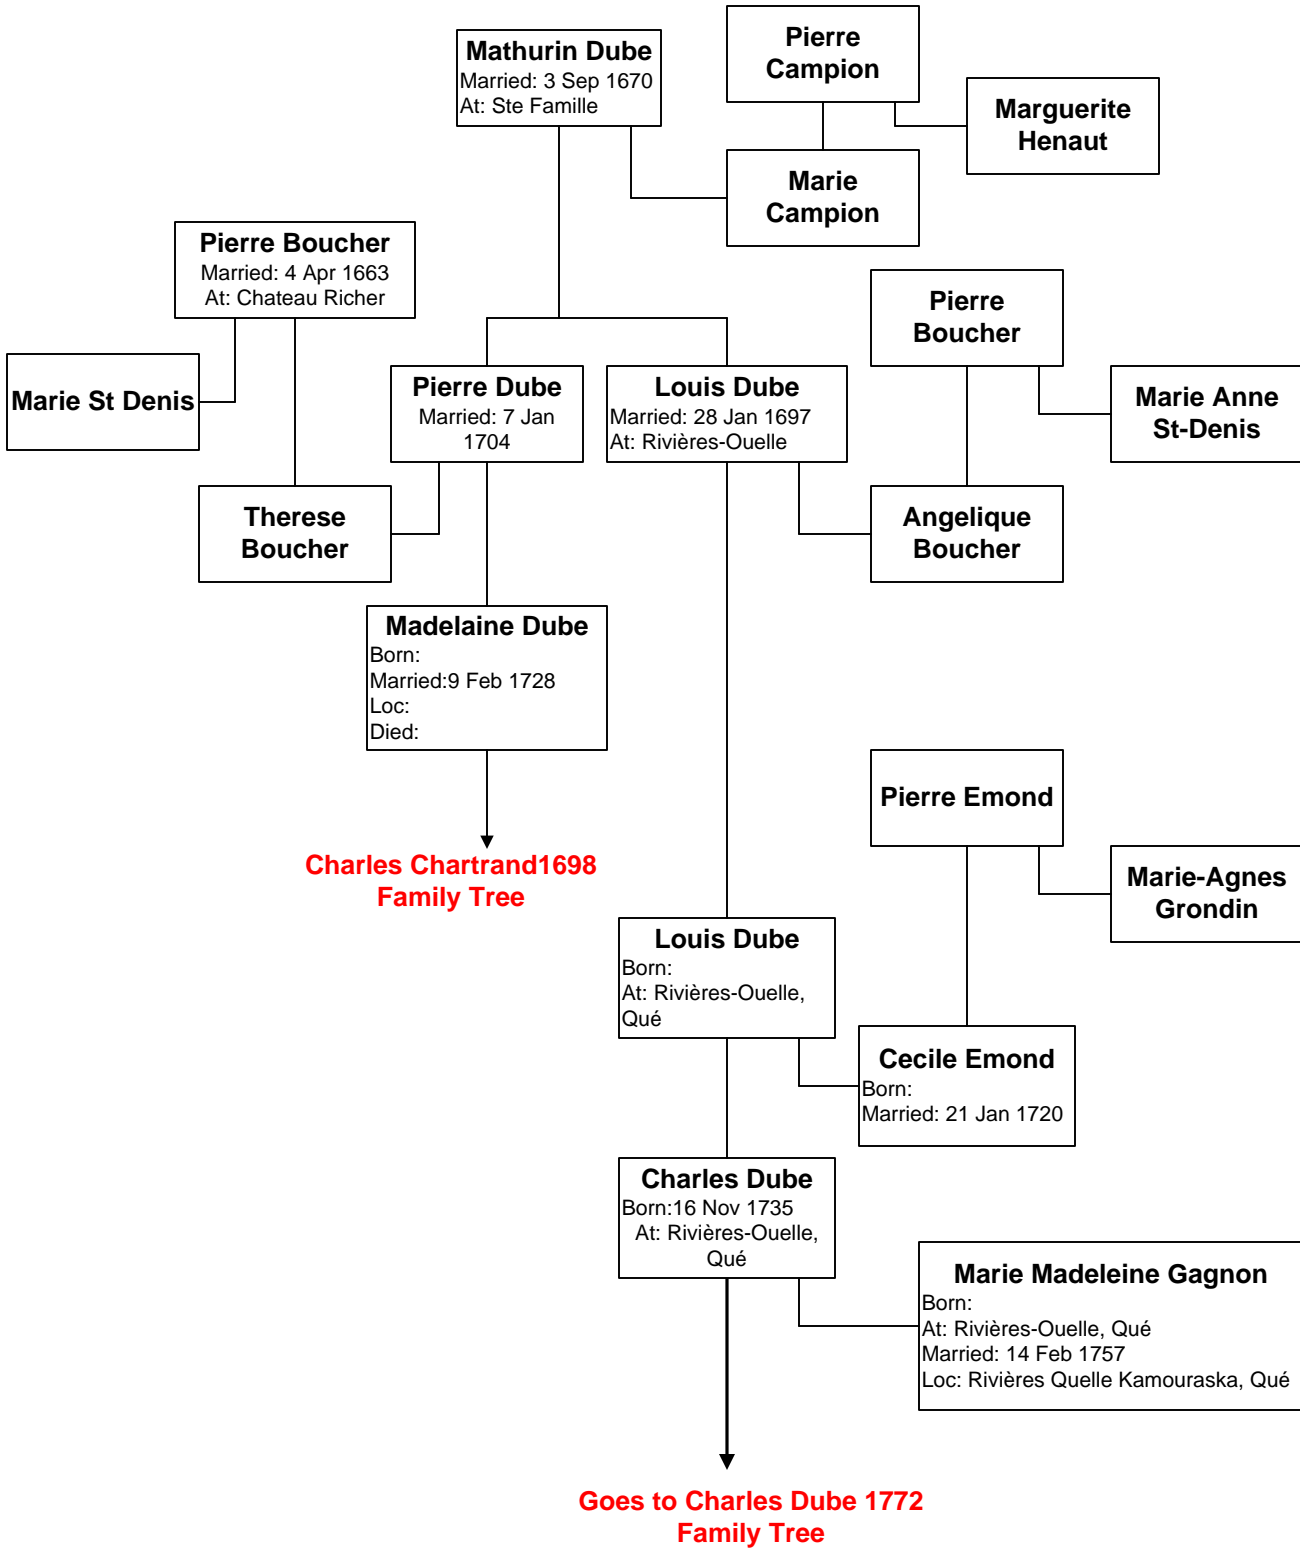 Mathurin Dube
Married: 3 Sep 1670
At: Ste Famille
Pierre
Campion
Marguerite
Henaut
Marie
Campion
Pierre Boucher
Married: 4 Apr 1663
At: Chateau Richer
Pierre
Boucher
Marie St Denis
Pierre Dube
Married: 7 Jan
1704
Louis Dube
Married: 28 Jan 1697
At: Rivières-Ouelle
Marie Anne
St-Denis
Therese
Boucher
Angelique
Boucher
Madelaine Dube
Born:
Married:9 Feb 1728
Loc:
Died:
Charles Chartrand1698
Family Tree
Pierre Emond
Marie-Agnes
Grondin
Louis Dube
Born:
At: Rivières-Ouelle,
Qué
Cecile Emond
Born:
Married: 21 Jan 1720
Charles Dube
Born:16 Nov 1735
At: Rivières-Ouelle,
Qué
Marie Madeleine Gagnon
Born:
At: Rivières-Ouelle, Qué
Married: 14 Feb 1757
Loc: Rivières Quelle Kamouraska, Qué
Goes to Charles Dube 1772
Family Tree